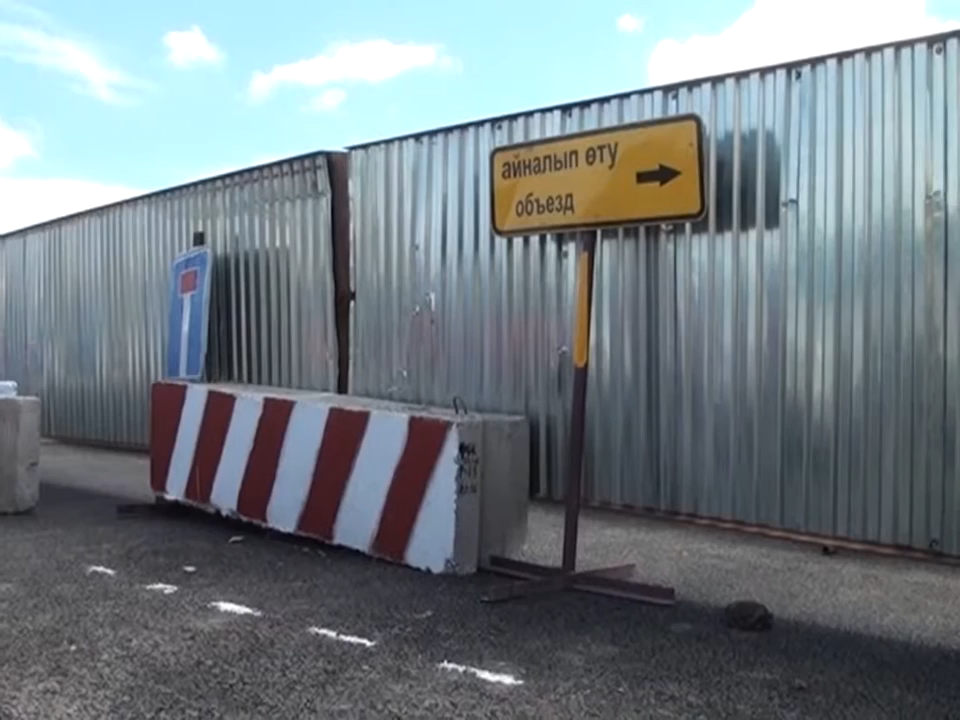 айналып өту
объезд